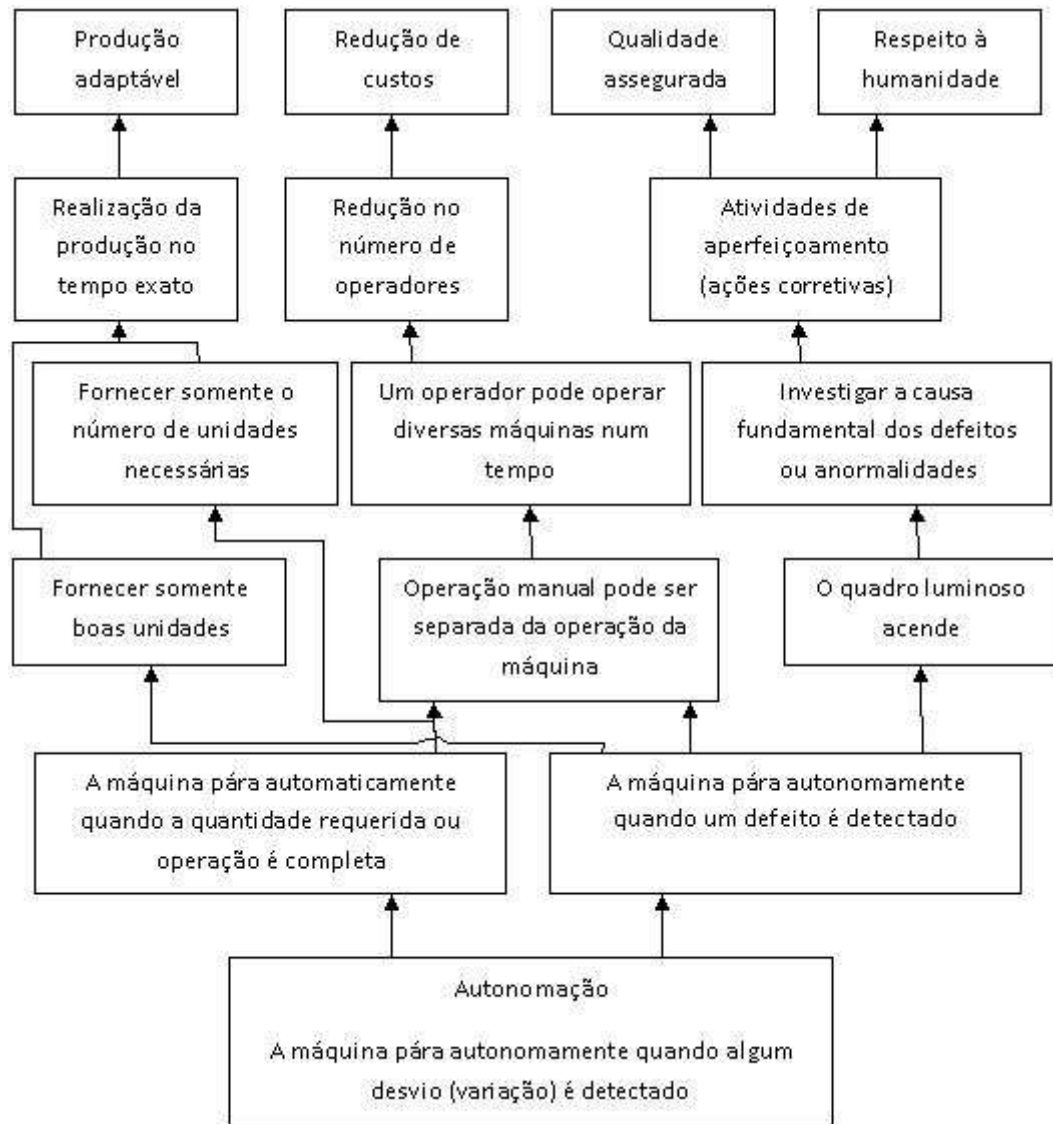 Produção
adaptável
Redução de
custos
Qualidade
assegurada
Respeito à
humanidade
Realização da
produção no
tempo exato
Redução no
número de
operadores
Atividades de
aperfeiçoamento
(ações corretivas)
Fornecer somente o
número de unidades
necessárias
Um operador pode operar
diversas máquinas num
tempo
Investigar a causa
fundamental dos defeitos
ou anormalidades
Fornecer somente
boas unidades
Operação manual pode ser
separada da operação da
máquina
O quadro luminoso
acende
A máquina pára automaticamente
quando a quantidade requerida ou
operação é completa
A máquina pára autonomamente
quando um defeito é detectado
Autonomação
A máquina pára autonomamente quando algum
desvio (variação) é detectado